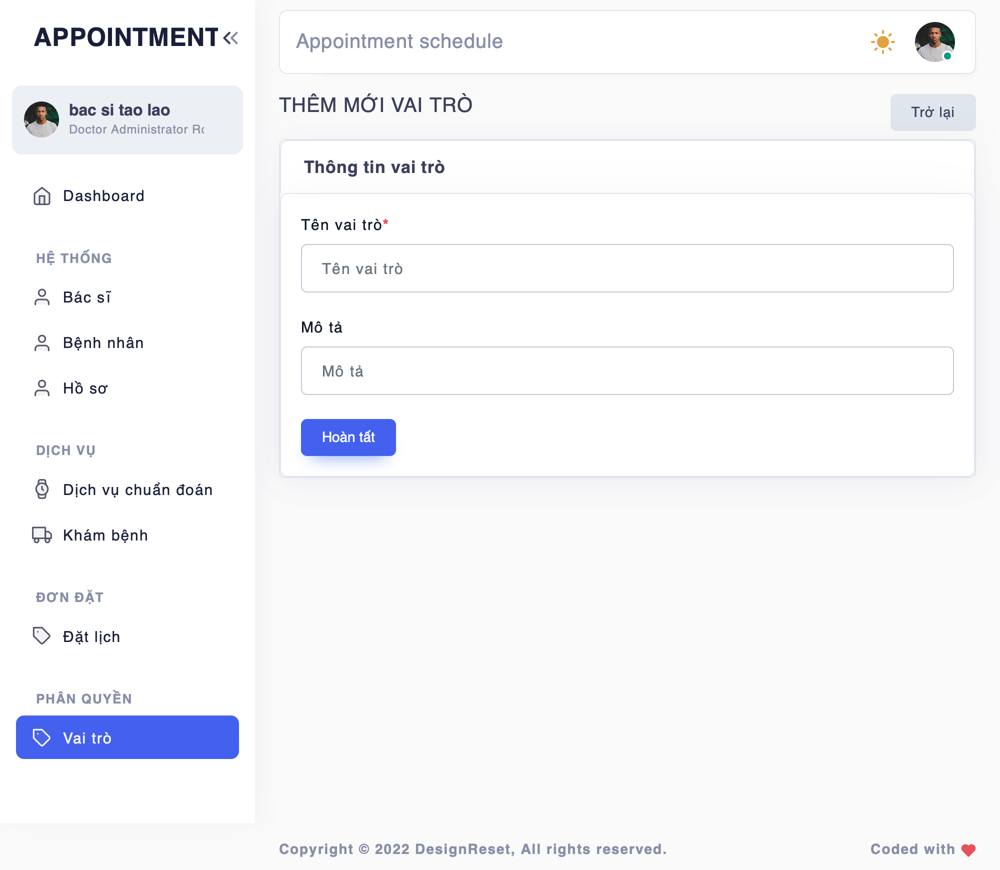 APPOINTMENT
bac si tao lao
Doctor Administrator
Dashboard
HỆ THỐNG
Bác sĩ
Bệnh nhân
Hồ sơ
DỊCH VỤ
Dịch vụ chuẩn đoán
Khám bệnh
ĐƠN ĐẶT
Đặt lịch
PHÂN QUYỀN
Vai trò
Appointment schedule
THÊM MỚI VAI TRÒ
Trở lại
Thông tin vai trò
Tên vai trò*
Tên vai trò
Mô tả
Mô tả
Hoàn tất
Copyright © 2022 DesignReset, All rights reserved.
Coded with